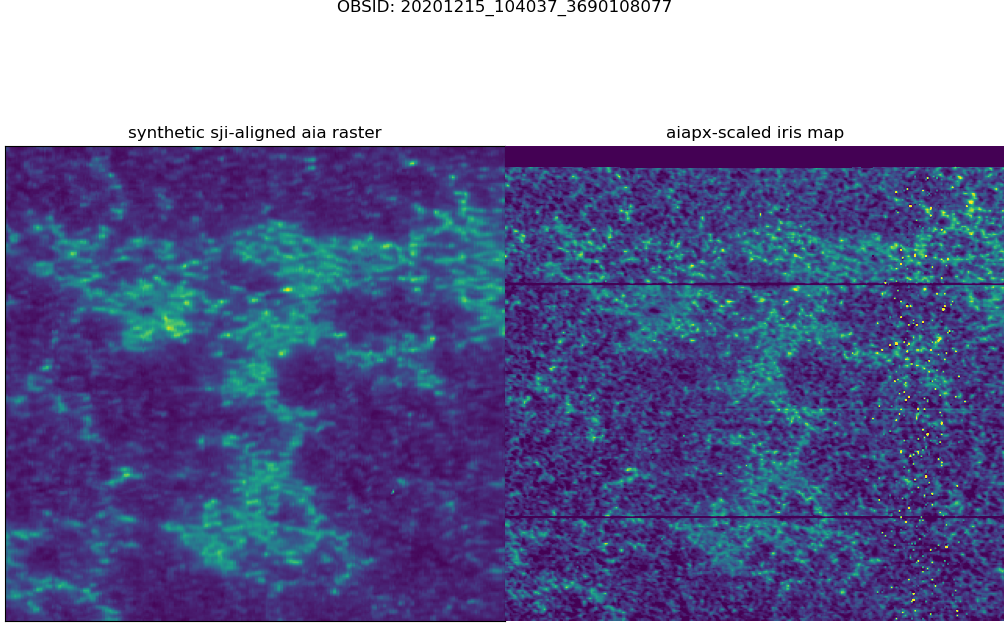 OBSID: 20201215_104037_3690108077
synthetic sji-aligned aia raster
aiapx-scaled iris map